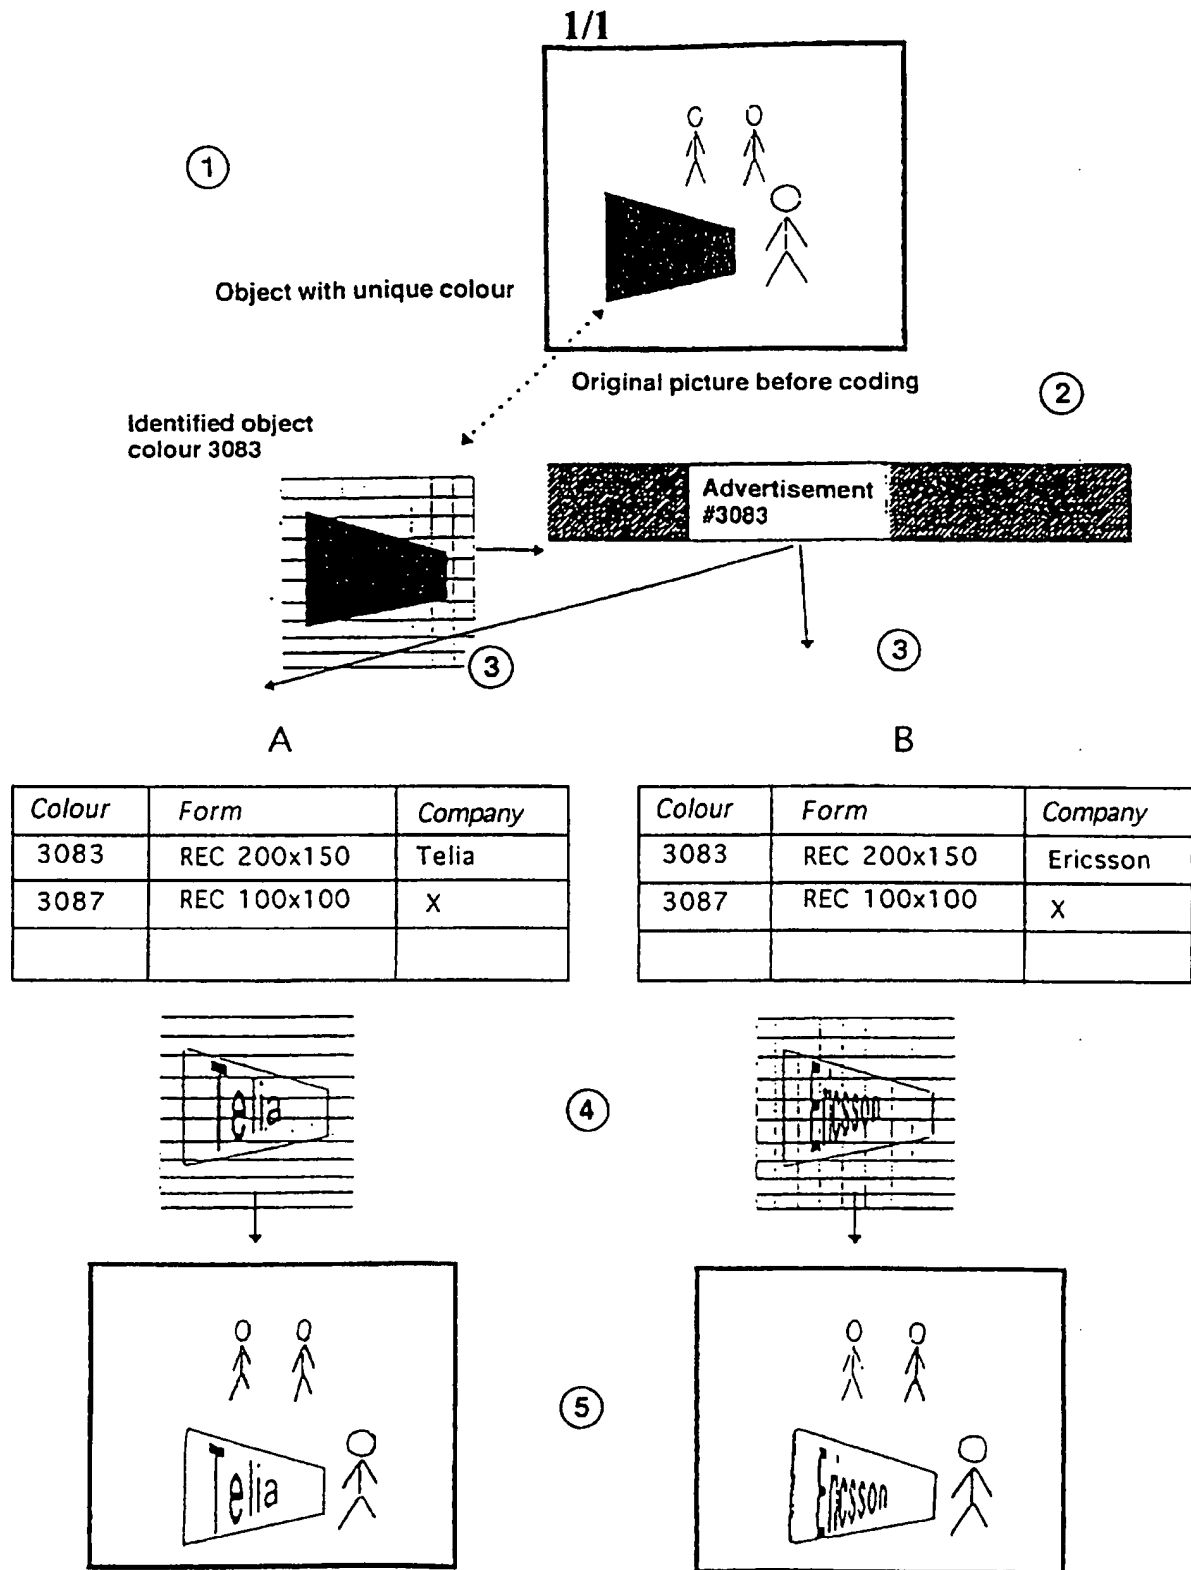 1/1
1
Object with unique colour
Original picture before coding
2
Identified object
colour 3083
Advertisement
#3083
3
3
A
B
Colour Form Company
3083 REC 200x150 Telia
3087 REC 100x100 X
Colour Form Company
3083 REC 200x150 Ericsson
3087 REC 100x100 X
Telia
4
Ericsson
5
Telia
Ericsson